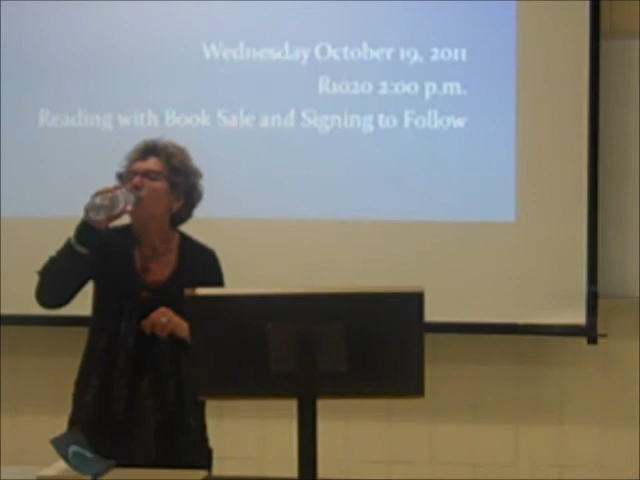 Wednesday October 19, 2011
R1020 2:00 p.m.
Reading with Book Sale and Signing to Follow